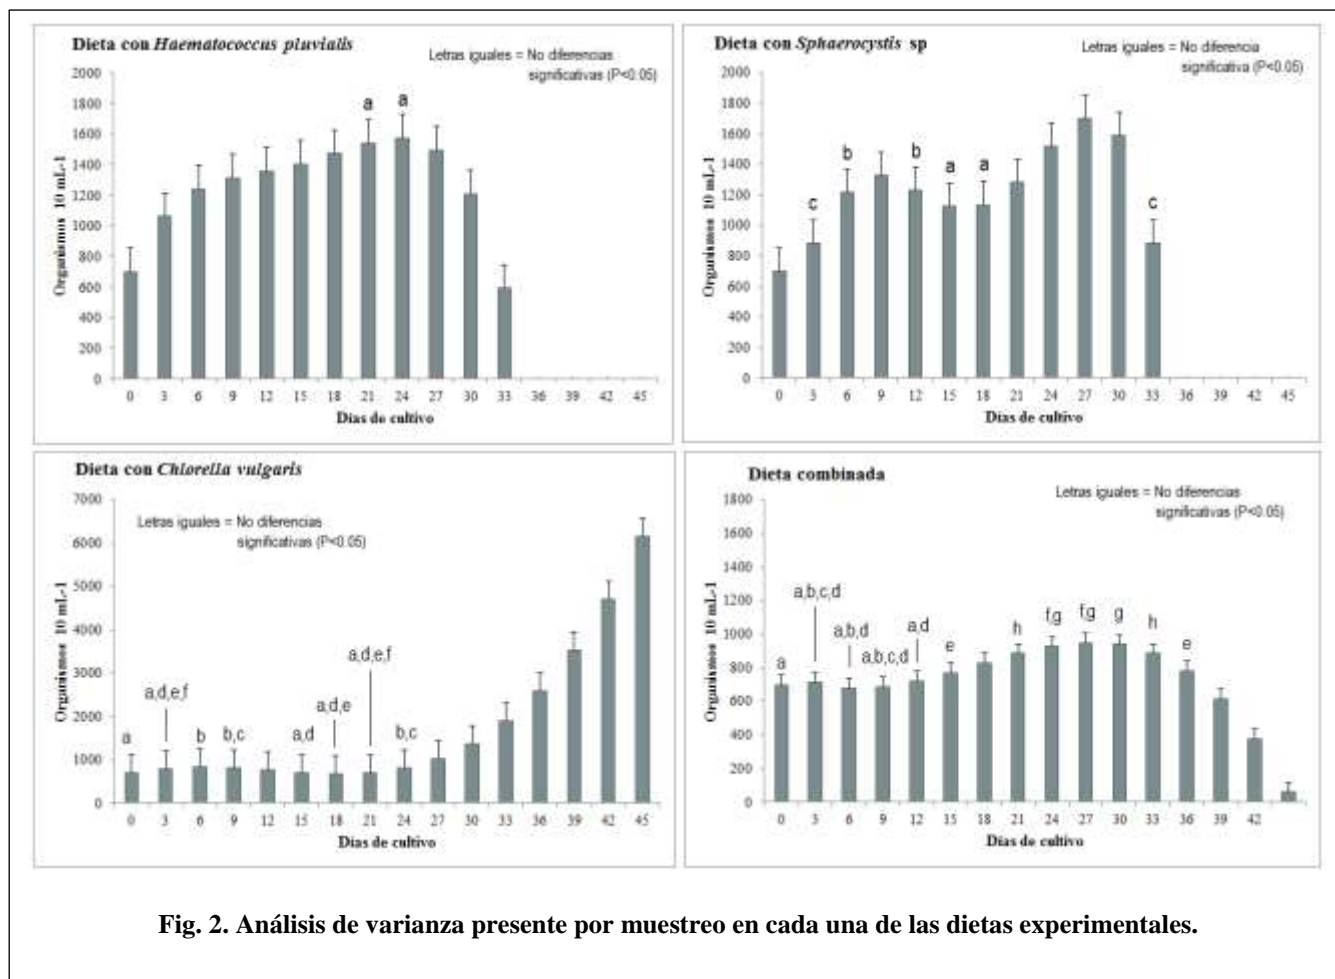 Dieta con Haematococcus pluvialis
Letras iguales = No diferencias
significativas (P<0.05)
2000
1800
1600
1400
1200
1000
800
600
400
200
0
Organismos 10 mL-1
a a
0 3 6 9 12 15 18 21 24 27 30 33 36 39 42 45
Días de cultivo
Dieta con Sphaerocystis sp
Letras iguales = No diferencia
significativa (P<0.05)
2000
1800
1600
1400
1200
1000
800
600
400
200
0
Organismos 10 mL-1
c b b a a c
0 3 6 9 12 15 18 21 24 27 30 33 36 39 42 45
Días de cultivo
Dieta con Chlorella vulgaris
Letras iguales = No diferencias
significativas (P<0.05)
7000
6000
5000
4000
3000
2000
1000
0
Organismos 10 mL-1
a a,d,e,f b b,c a,d a,d,e a,d,e,f b,c
0 3 6 9 12 15 18 21 24 27 30 33 36 39 42 45
Días de cultivo
Dieta combinada
Letras iguales = No diferencias
significativas (P<0.05)
1800
1600
1400
1200
1000
800
600
400
200
0
Organismos 10 mL-1
a a,b,c,d a,b,d a,b,c,d a,d e h f,g f,g g h e
0 3 6 9 12 15 18 21 24 27 30 33 36 39 42
Días de cultivo
Fig. 2. Análisis de varianza presente por muestreo en cada una de las dietas experimentales.